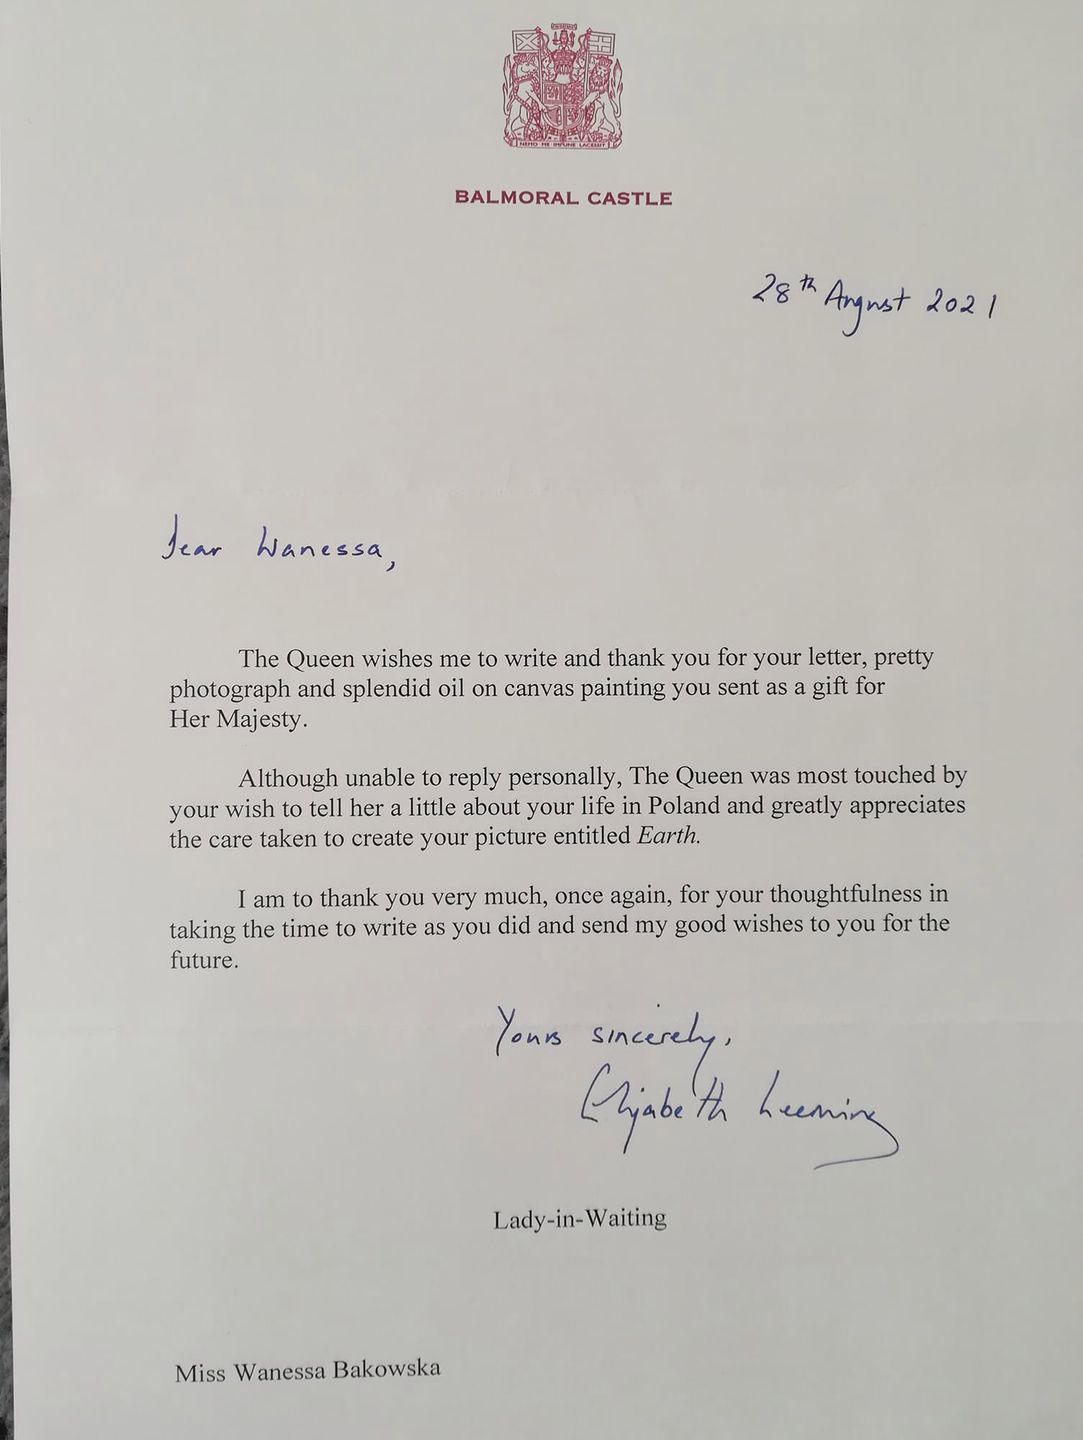 NEMO ME IMPUNE LACESSIT
BALMORAL CASTLE
28th August 2021
Dear Wanessa,
The Queen wishes me to write and thank you for your letter, pretty
photograph and splendid oil on canvas painting you sent as a gift for
Her Majesty.
Although unable to reply personally, The Queen was most touched by
your wish to tell her a little about your life in Poland and greatly appreciates
the care taken to create your picture entitled Earth.
I am to thank you very much, once again, for your thoughtfulness in
taking the time to write as you did and send my good wishes to you for the
future.
Yours sincerely,
Elizabeth Leeming
Lady-in-Waiting
Miss Wanessa Bakowska